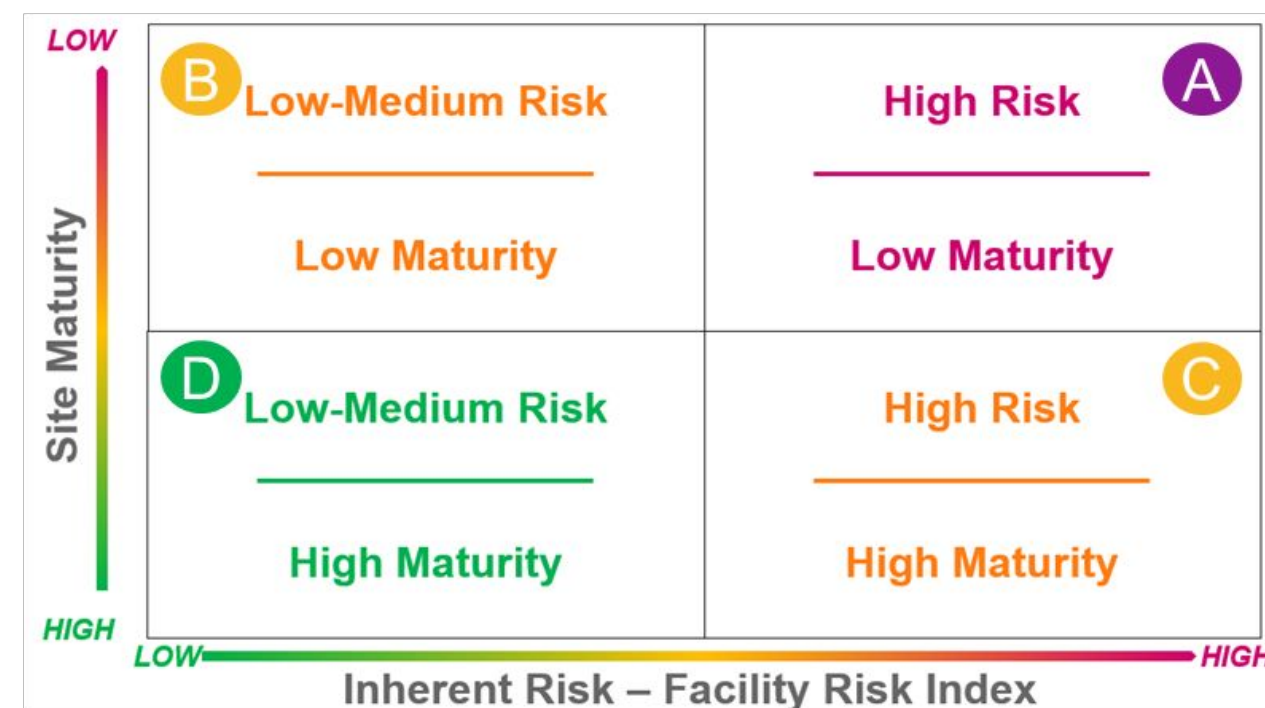 LOW
B
Low-Medium Risk
Low Maturity
A
High Risk
Low Maturity
Site Maturity
D
Low-Medium Risk
High Maturity
C
High Risk
High Maturity
HIGH
LOW
HIGH
Inherent Risk – Facility Risk Index